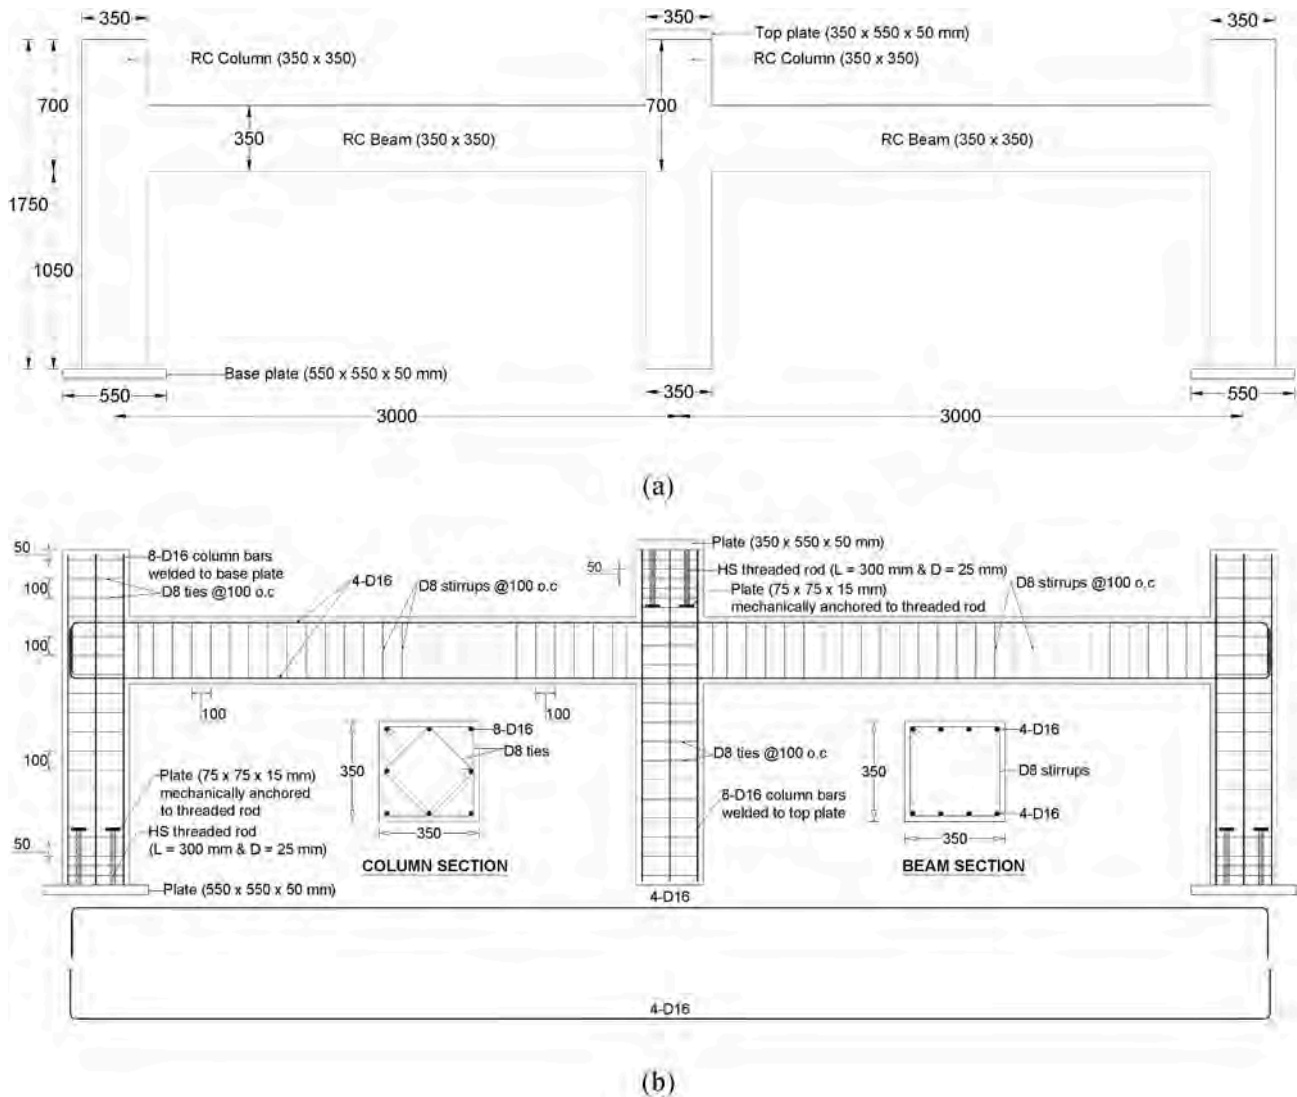 350
350
350
Top plate (350 x 550 x 50 mm)
RC Column (350 x 350)
RC Column (350 x 350)
700
700
350
RC Beam (350 x 350)
RC Beam (350 x 350)
1750
1050
Base plate (550 x 550 x 50 mm)
550
350
550
3000
3000
(a)
50
8-D16 column bars
welded to base plate
D8 ties @100 o.c
100
4-D16
D8 stirrups @100 o.c
Plate (350 x 550 x 50 mm)
50
HS threaded rod (L = 300 mm & D = 25 mm)
Plate (75 x 75 x 15 mm)
mechanically anchored to threaded rod
D8 stirrups @100 o.c
100
100
100
8-D16
D8 ties
350
350
COLUMN SECTION
100
Plate (75 x 75 x 15 mm)
mechanically anchored
to threaded rod
HS threaded rod
(L = 300 mm & D = 25 mm)
50
Plate (550 x 550 x 50 mm)
D8 ties @100 o.c
8-D16 column bars
welded to top plate
4-D16
350
D8 stirrups
4-D16
350
BEAM SECTION
4-D16
4-D16
(b)